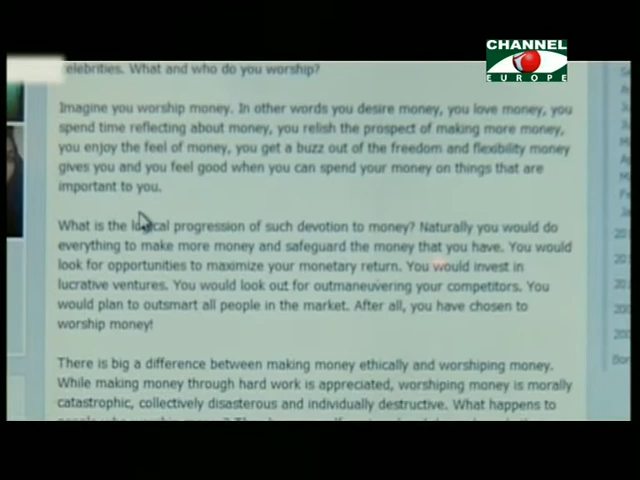 CHANNEL
EUROPE
elebrities. What and who do you worship?
Imagine you worship money. In other words you desire money, you love money, you
spend time reflecting about money, you relish the prospect of making more money,
you enjoy the feel of money, you get a buzz out of the freedom and flexibility money
gives you and you feel good when you can spend your money on things that are
important to you.
What is the logical progression of such devotion to money? Naturally you would do
everything to make more money and safeguard the money that you have. You would
look for opportunities to maximize your monetary return. You would invest in
lucrative ventures. You would look out for outmaneuvering your competitors. You
would plan to outsmart all people in the market. After all, you have chosen to
worship money!
There is big a difference between making money ethically and worshiping money.
While making money through hard work is appreciated, worshiping money is morally
catastrophic, collectively disasterous and individually destructive. What happens to